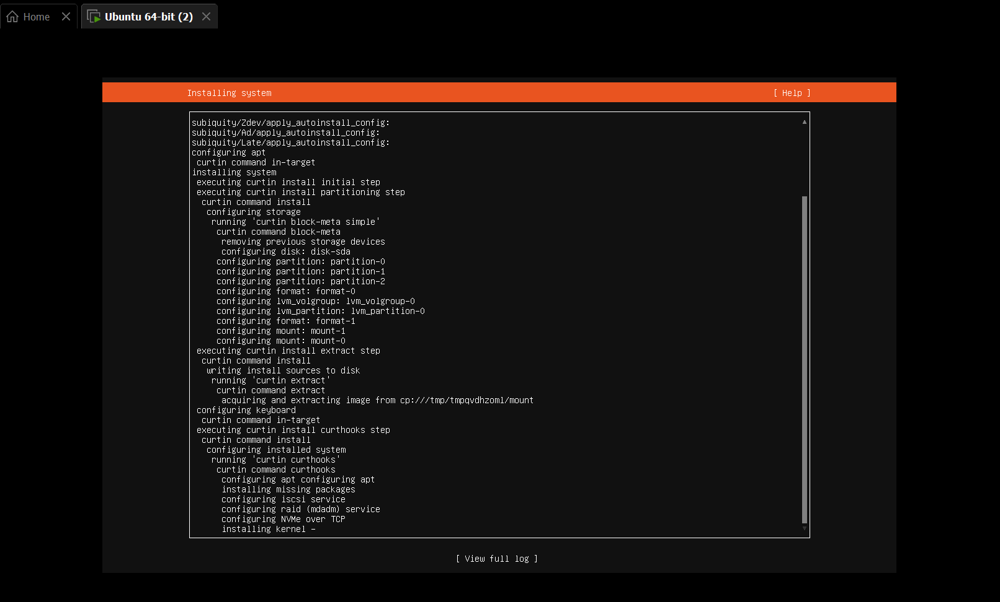 Home
Ubuntu 64-bit (2)
Installing system
[ Help ]
subiquity/Zdev/apply_autoinstall_config:
subiquity/Ad/apply_autoinstall_config:
subiquity/Late/apply_autoinstall_config:
configuring apt
curtin command in-target
installing system
executing curtin install initial step
executing curtin install partitioning step
curtin command install
configuring storage
running 'curtin block-meta simple'
curtin command block-meta
removing previous storage devices
configuring disk: disk-sda
configuring partition: partition-0
configuring partition: partition-1
configuring partition: partition-2
configuring format: format-0
configuring lvm_volgroup: lvm_volgroup-0
configuring lvm_partition: lvm_partition-0
configuring format: format-1
configuring mount: mount-1
configuring mount: mount-0
executing curtin install extract step
curtin command install
writing install sources to disk
running 'curtin extract'
curtin command extract
acquiring and extracting image from cp:///tmp/tmpqvdhzoml/mount
configuring keyboard
curtin command in-target
executing curtin install curthooks step
curtin command install
configuring installed system
running 'curtin curthooks'
curtin command curthooks
configuring apt configuring apt
installing missing packages
configuring iscsi service
configuring raid (mdadm) service
configuring NVMe over TCP
installing kernel -
[ View full log ]